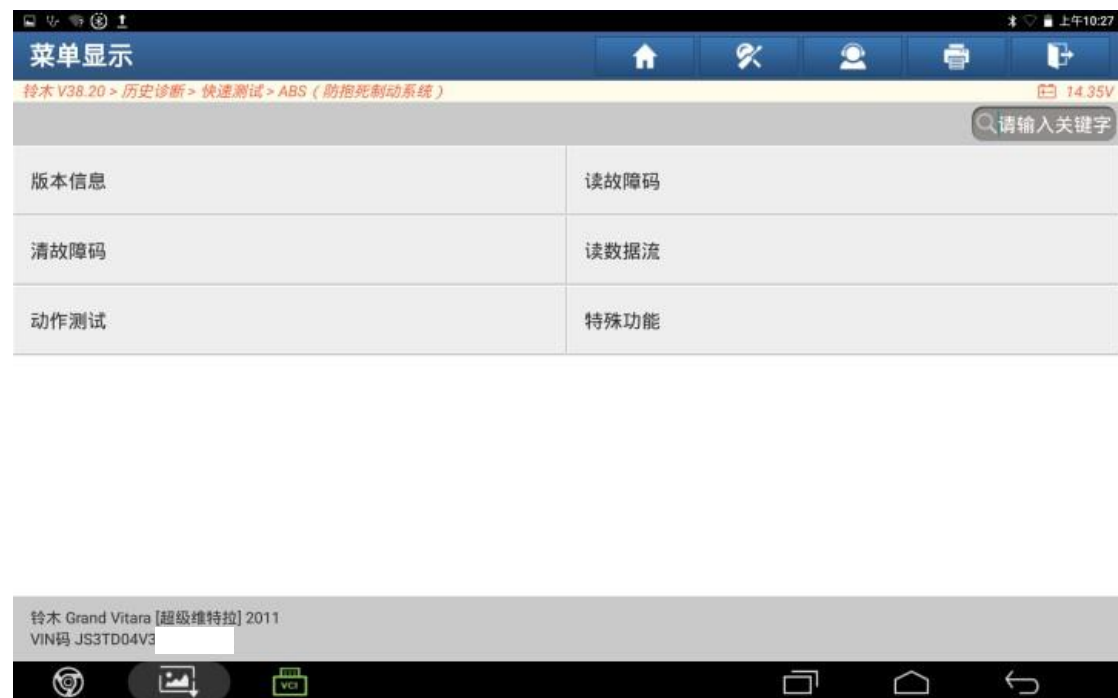 上午10:27
菜单显示
铃木 V38.20 > 历史诊断 > 快速测试 > ABS（防抱死制动系统）
14.35V
请输入关键字
版本信息
读故障码
清故障码
读数据流
动作测试
特殊功能
铃木 Grand Vitara [超级维特拉] 2011
VIN码 JS3TD04V3
VCI